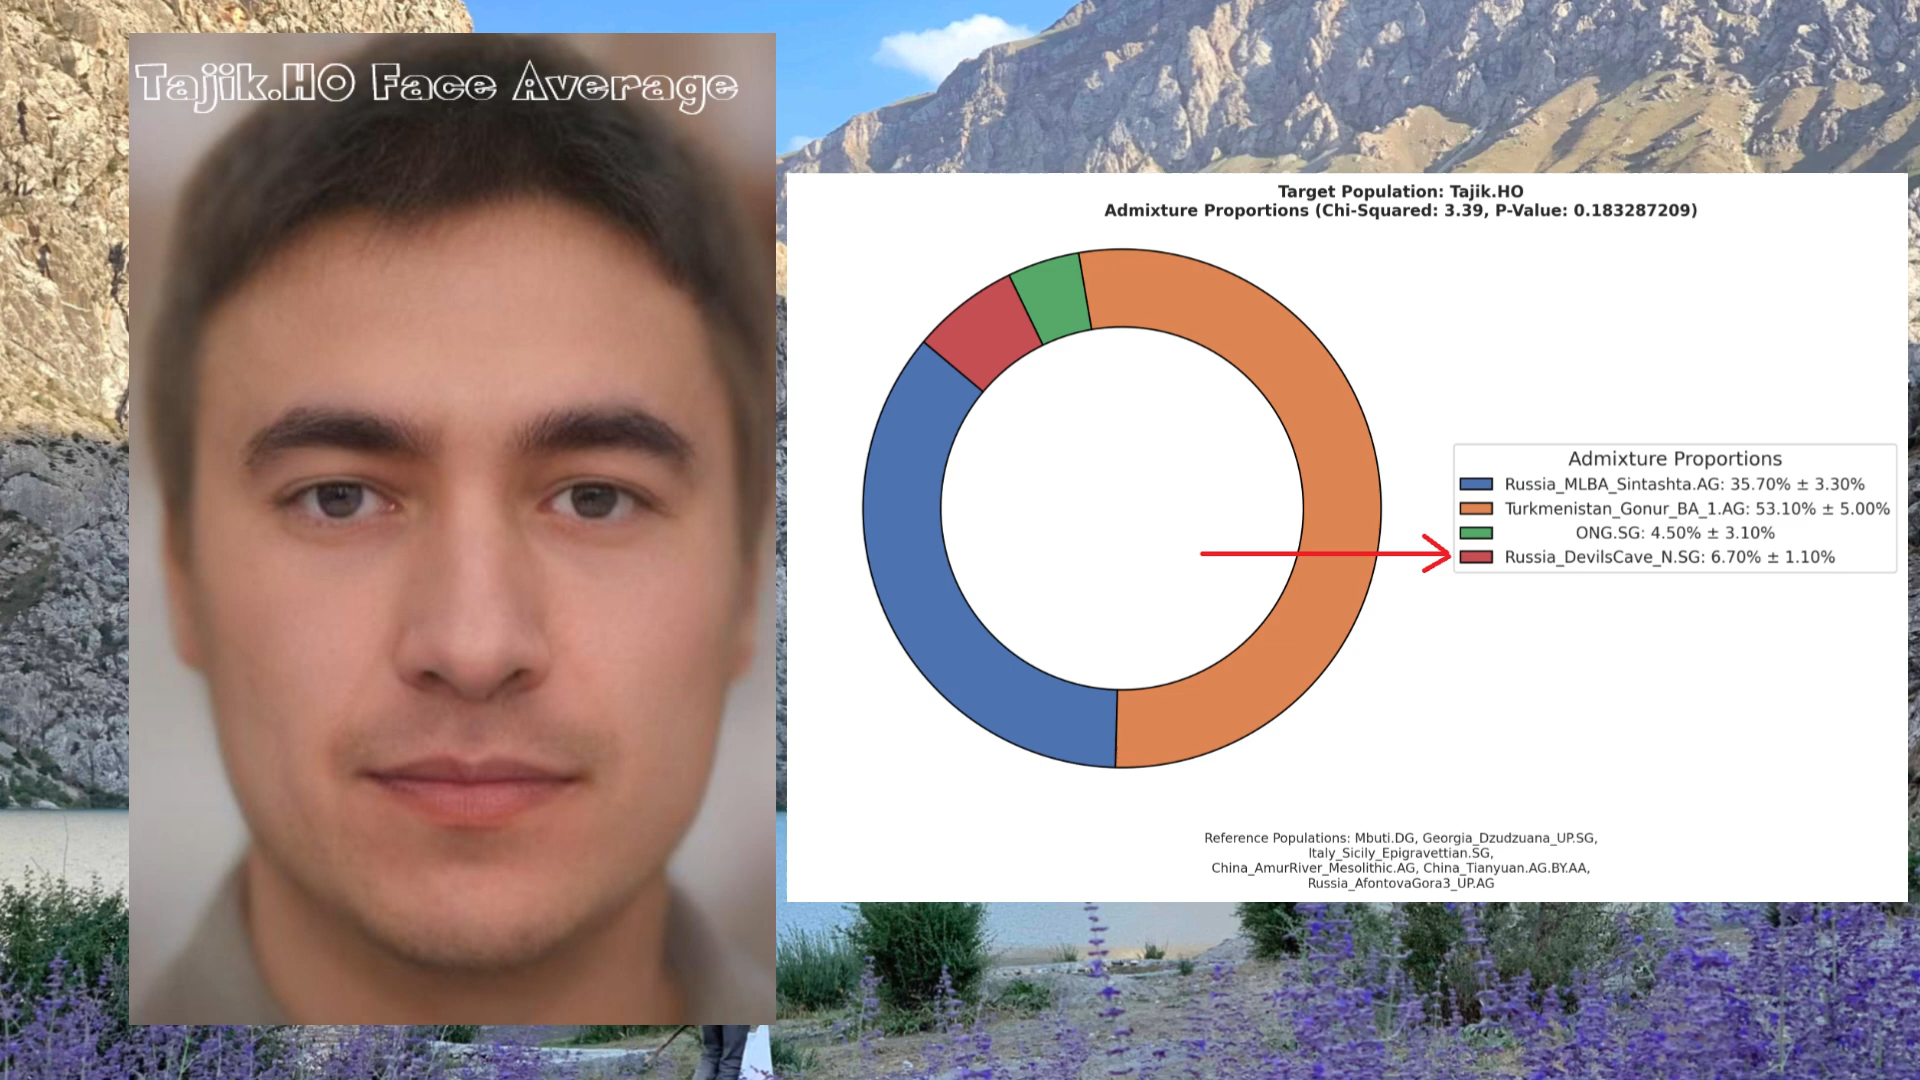 Tajik.HO Face Average
Target Population: Tajik.HO
Admixture Proportions (Chi-Squared: 3.39, P-Value: 0.183287209)
Admixture Proportions
Russia_MLBA_Sintashta.AG: 35.70% ± 3.30%
Turkmenistan_Gonur_BA_1.AG: 53.10% ± 5.00%
ONG.SG: 4.50% ± 3.10%
Russia_DevilsCave_N.SG: 6.70% ± 1.10%
Reference Populations: Mbuti.DG, Georgia_Dzudzuana_UP.SG,
Italy_Sicily_Epigravettian.SG,
China_AmurRiver_Mesolithic.AG, China_Tianyuan.AG.BY.AA,
Russia_AfontovaGora3_UP.AG